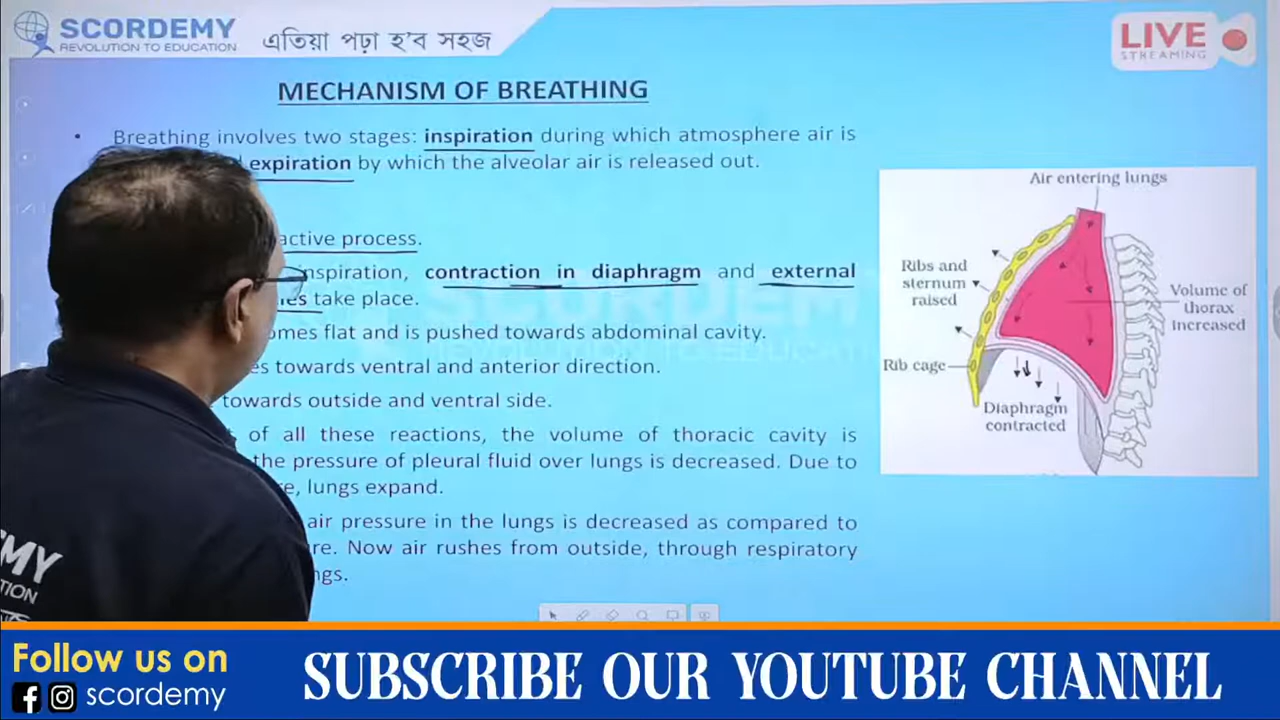 SCORDEMY
REVOLUTION TO EDUCATION
এতিয়া পঢ়া হ'ব সহজ
LIVE
STREAMING
MECHANISM OF BREATHING
• Breathing involves two stages: inspiration during which atmosphere air is
expiration by which the alveolar air is released out.
active process.
inspiration, contraction in diaphragm and external
take place.
flat and is pushed towards abdominal cavity.
towards ventral and anterior direction.
towards outside and ventral side.
of all these reactions, the volume of thoracic cavity is
the pressure of pleural fluid over lungs is decreased. Due to
lungs expand.
air pressure in the lungs is decreased as compared to
Now air rushes from outside, through respiratory
Air entering lungs
Ribs and
sternum
raised
Volume of
thorax
increased
Rib cage
Diaphragm
contracted
Follow us on
scordemy
SUBSCRIBE OUR YOUTUBE CHANNEL